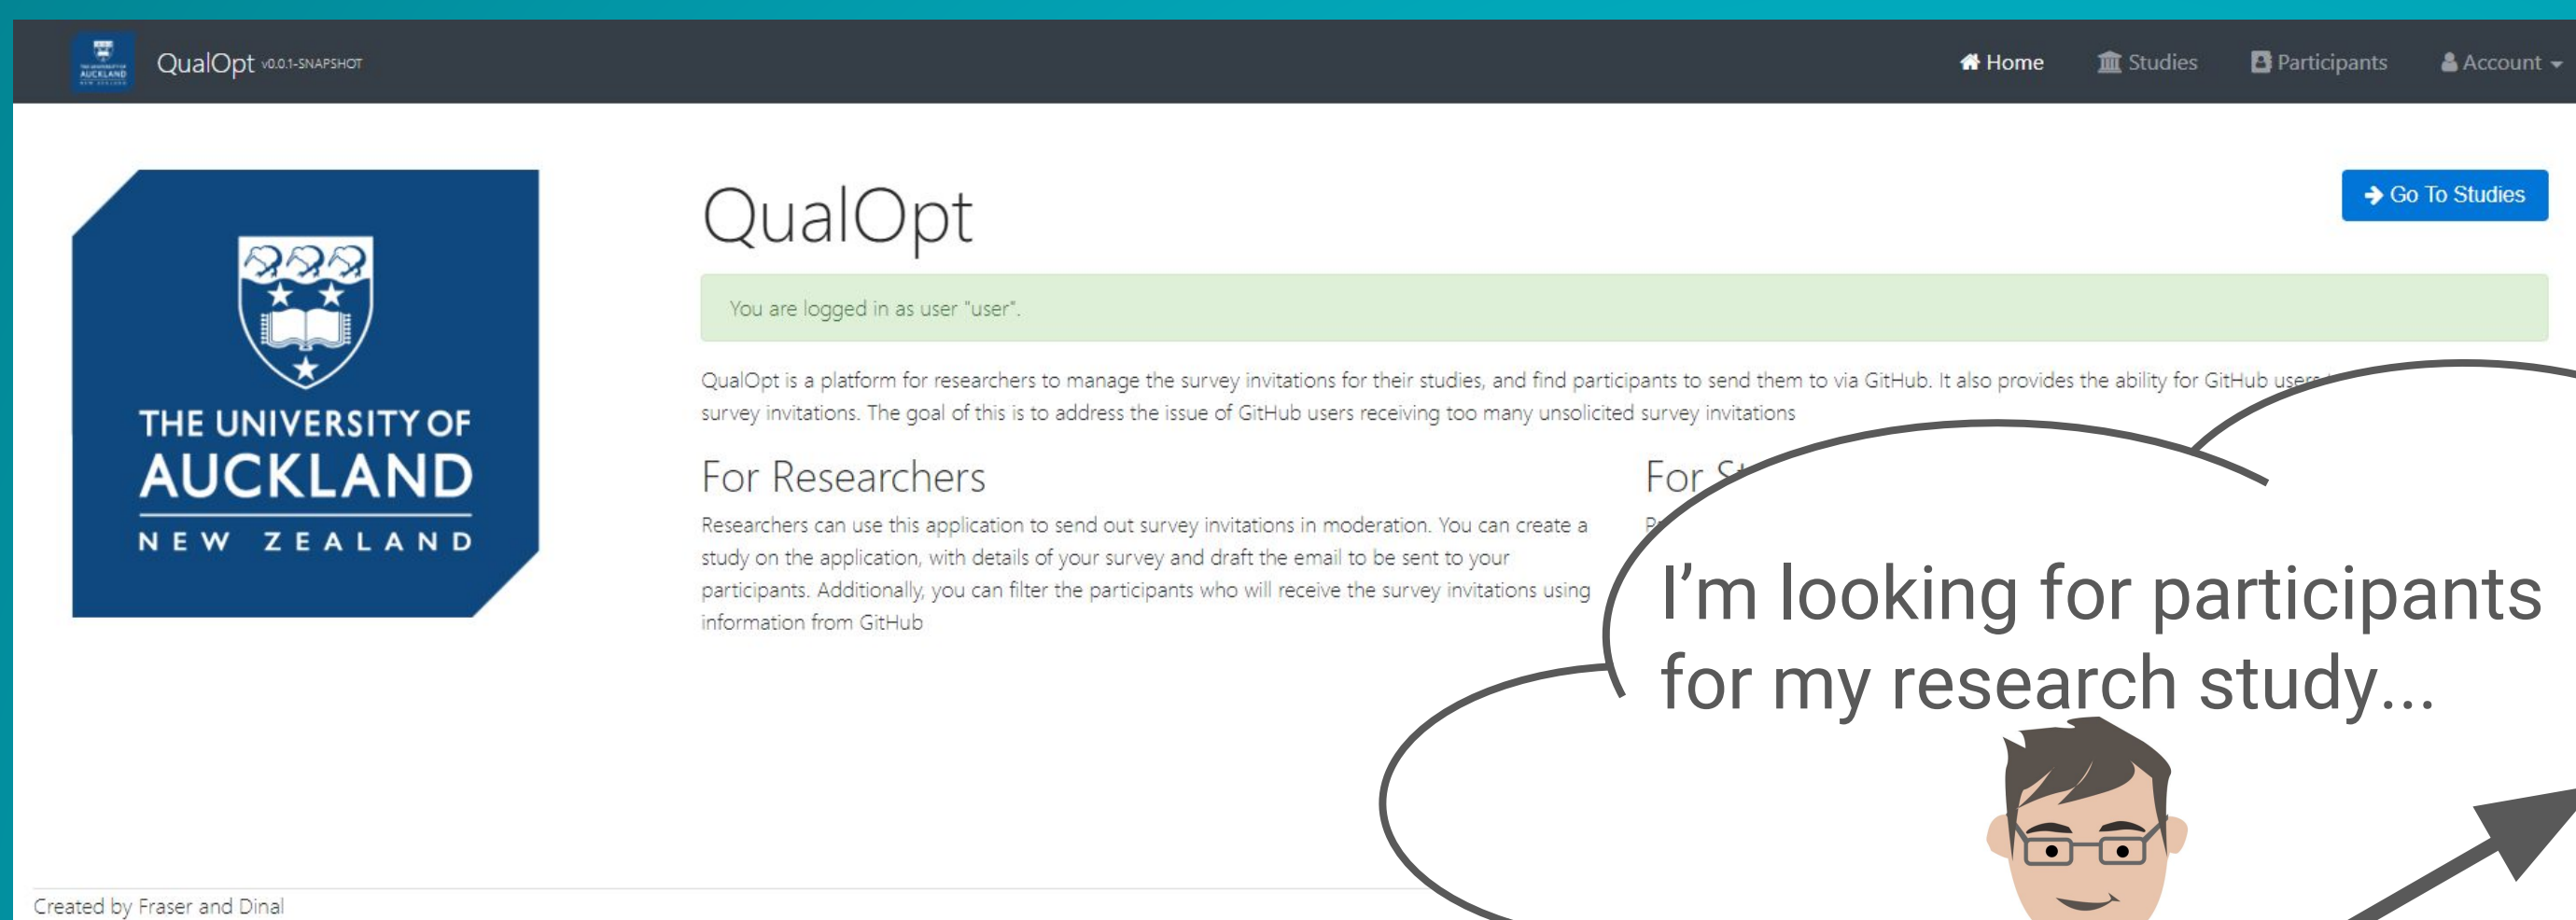 THE UNIVERSITY OF
AUCKLAND
NEW ZEALAND
QualOpt v0.0.1-SNAPSHOT
Home Studies Participants Account
THE UNIVERSITY OF
AUCKLAND
NEW ZEALAND
QualOpt
Go To Studies
You are logged in as user "user".
QualOpt is a platform for researchers to manage the survey invitations for their studies, and find participants to send them to via GitHub. It also provides the ability for GitHub users
survey invitations. The goal of this is to address the issue of GitHub users receiving too many unsolicited survey invitations
For Researchers
Researchers can use this application to send out survey invitations in moderation. You can create a
study on the application, with details of your survey and draft the email to be sent to your
participants. Additionally, you can filter the participants who will receive the survey invitations using
information from GitHub
For
I’m looking for participants
for my research study...
Created by Fraser and Dinal